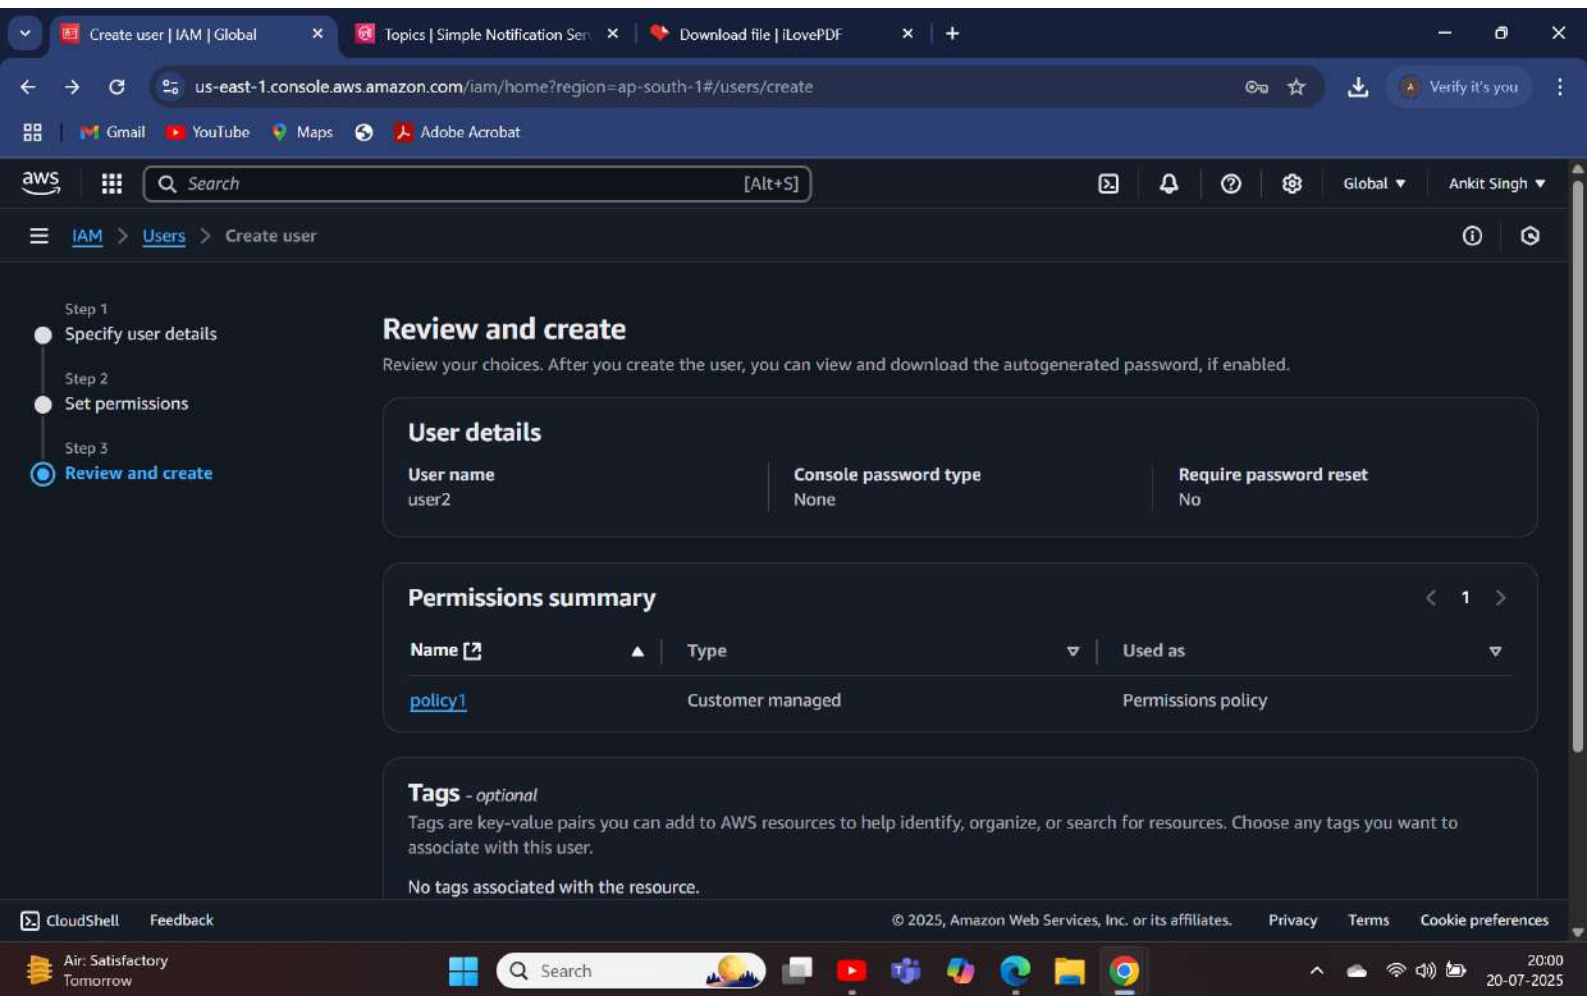 Create user | IAM | Global
Topics | Simple Notification Ser
Download file | iLovePDF
us-east-1.console.aws.amazon.com/iam/home?region=ap-south-1#/users/create
Verify it's you
Gmail
YouTube
Maps
Adobe Acrobat
aws
Search
[Alt+S]
Global
Ankit Singh
IAM > Users > Create user
Step 1
Specify user details
Step 2
Set permissions
Step 3
Review and create
Review and create
Review your choices. After you create the user, you can view and download the autogenerated password, if enabled.
User details
User name
user2
Console password type
None
Require password reset
No
Permissions summary
< 1 >
Name
Type
Used as
policy1
Customer managed
Permissions policy
Tags - optional
Tags are key-value pairs you can add to AWS resources to help identify, organize, or search for resources. Choose any tags you want to
associate with this user.
No tags associated with the resource.
CloudShell
Feedback
© 2025, Amazon Web Services, Inc. or its affiliates.
Privacy
Terms
Cookie preferences
Air: Satisfactory
Tomorrow
Search
20:00
20-07-2025